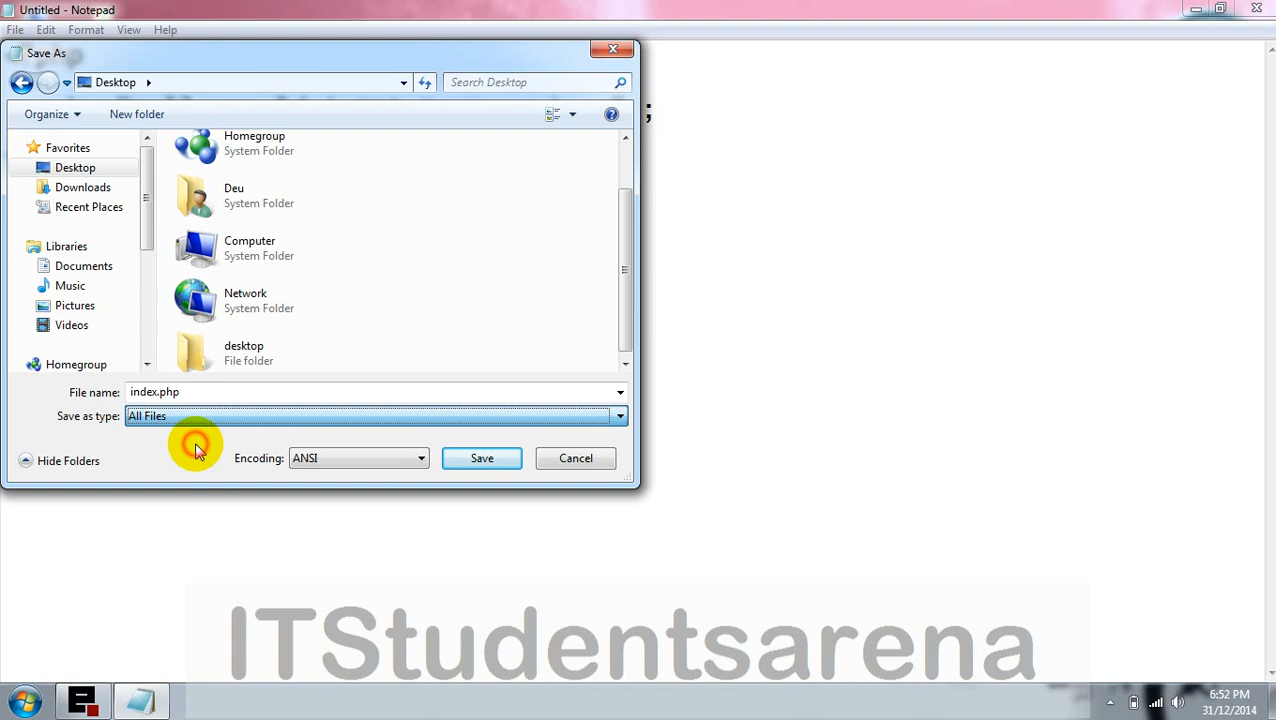 Untitled - Notepad
File Edit Format View Help
Save As
Desktop
Search Desktop
Organize New folder
Favorites
Desktop
Downloads
Recent Places
Libraries
Documents
Music
Pictures
Videos
Homegroup
Homegroup
System Folder
Deu
System Folder
Computer
System Folder
Network
System Folder
desktop
File folder
File name: index.php
Save as type: All Files
Hide Folders
Encoding: ANSI
Save
Cancel
;
ITStudentsarena
6:52 PM
31/12/2014